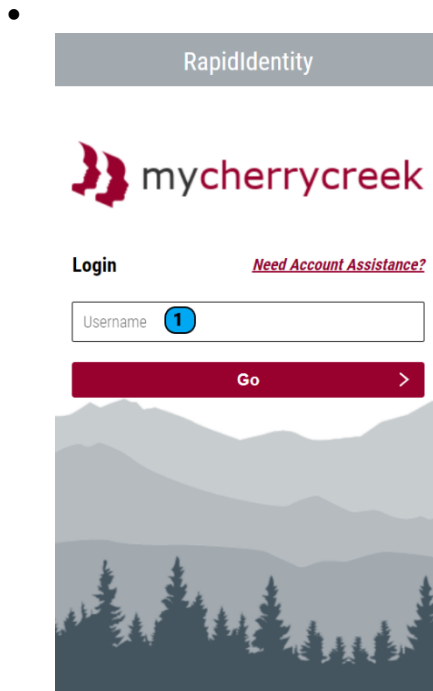 RapidIdentity
mycherrycreek
Login Need Account Assistance?
Username 1
Go >